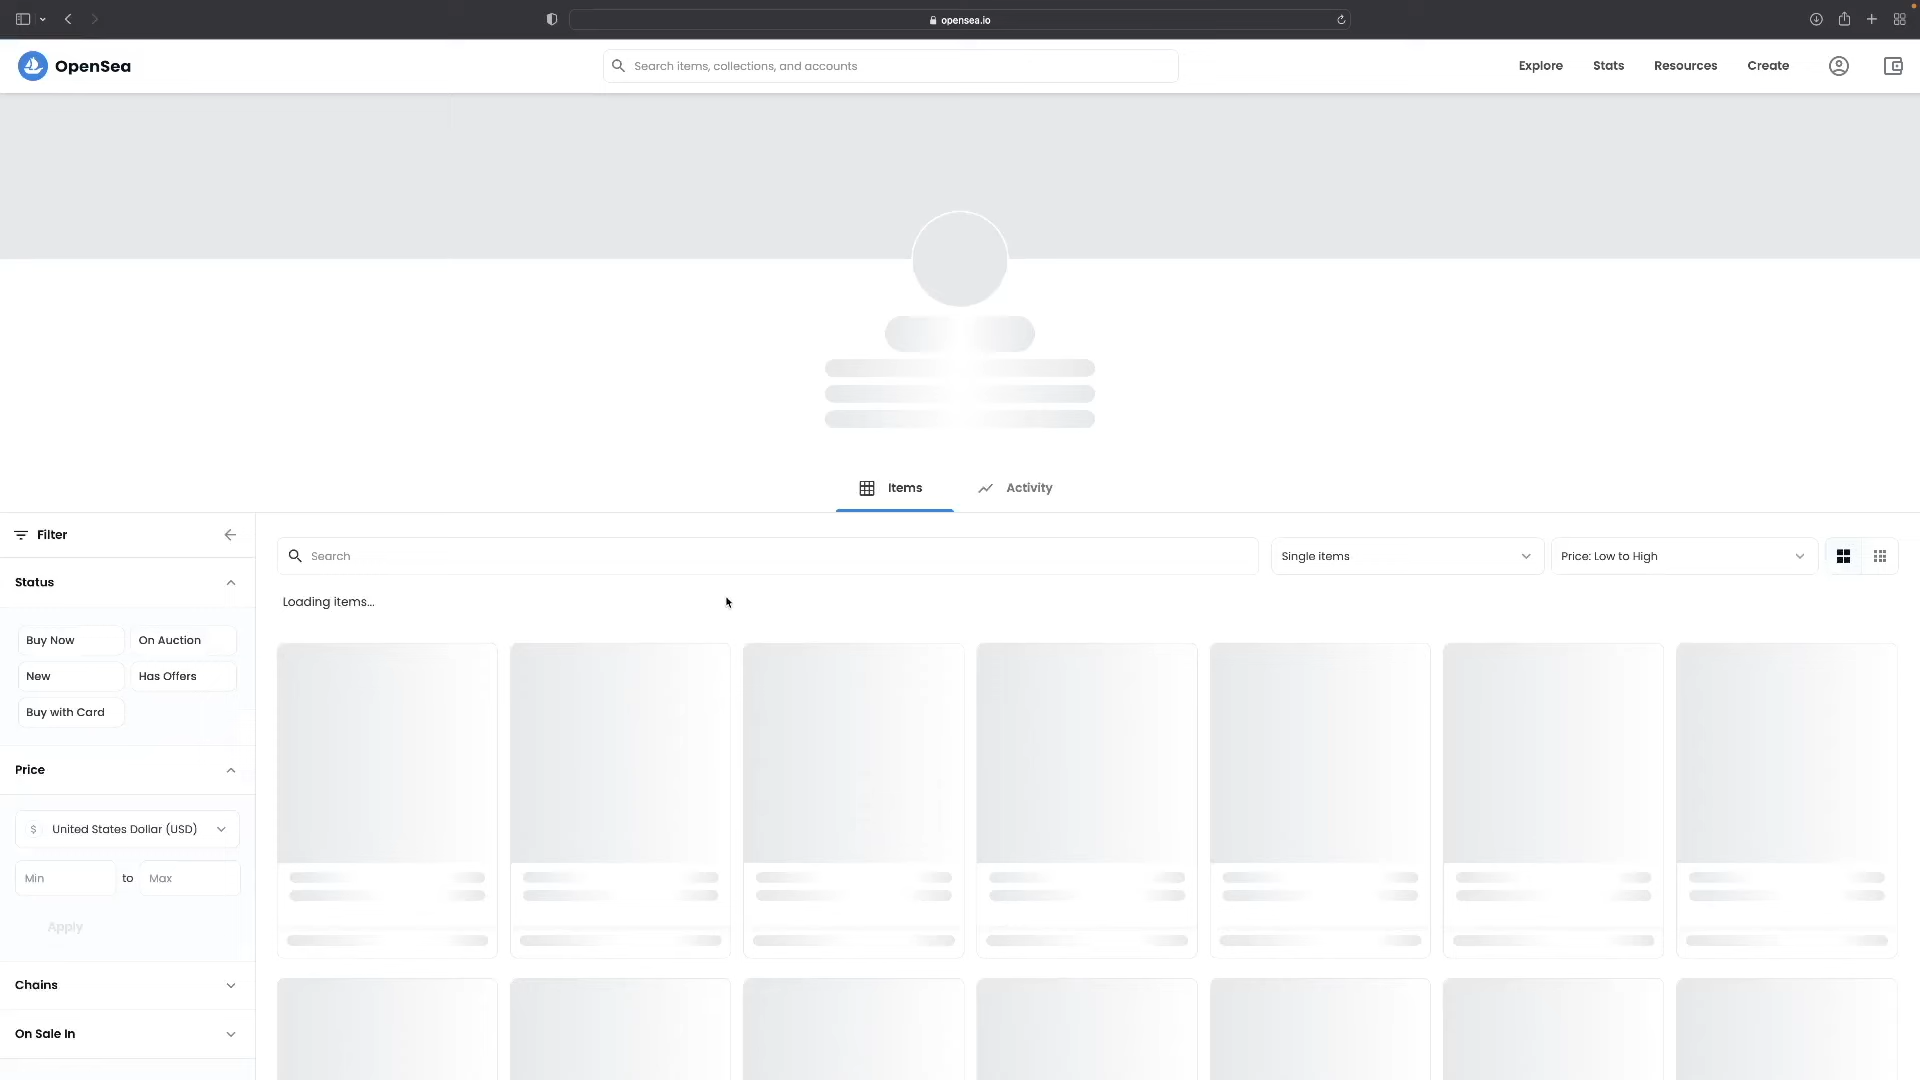 opensea.io
OpenSea
Search items, collections, and accounts
Explore
Stats
Resources
Create
Items
Activity
Filter
Search
Single items
Price: Low to High
Status
Loading items...
Buy Now
On Auction
New
Has Offers
Buy with Card
Price
$ United States Dollar (USD)
Min to Max
Apply
Chains
On Sale In